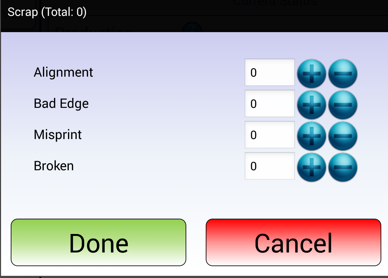 Scrap (Total: 0)
Alignment 0
Bad Edge 0
Misprint 0
Broken 0
Done Cancel